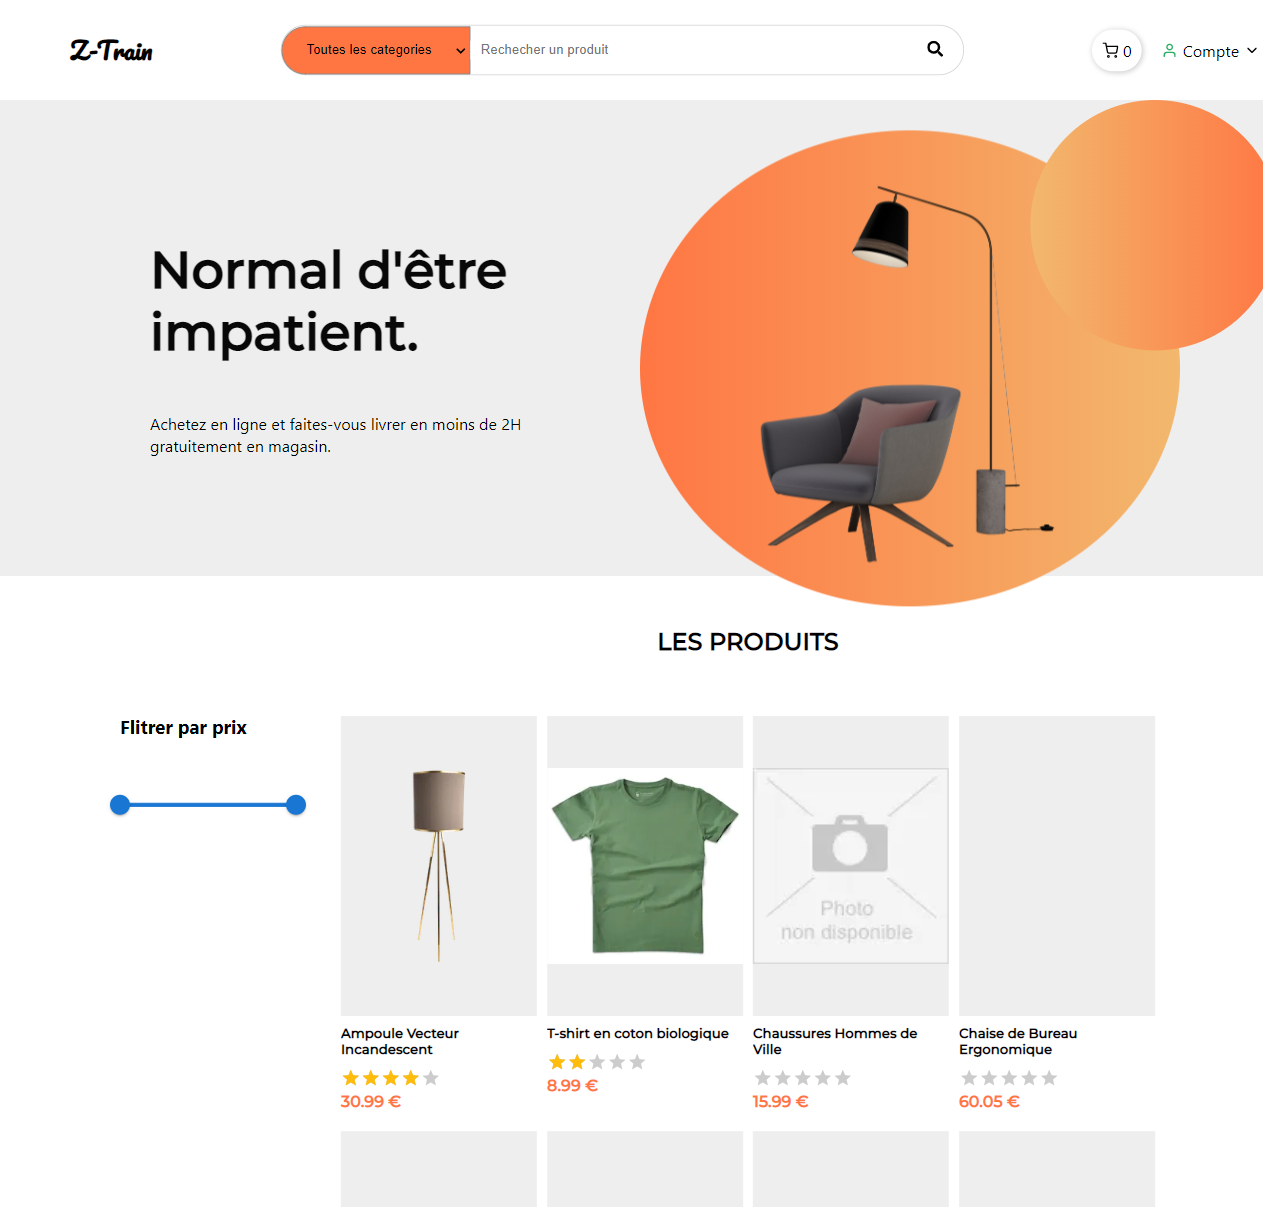 Z-Train
Toutes les categories
Rechecher un produit
0
Compte
Normal d'être
impatient.
Achetez en ligne et faites-vous livrer en moins de 2H
gratuitement en magasin.
LES PRODUITS
Flitrer par prix
Photo
non disponible
Ampoule Vecteur
Incandescent
30.99 €
T-shirt en coton biologique
8.99 €
Chaussures Hommes de
Ville
15.99 €
Chaise de Bureau
Ergonomique
60.05 €